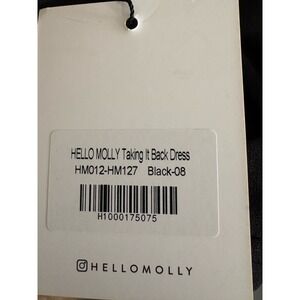 HELLO MOLLY Taking It Back Dress
HM012-HM127 Black-08
H1000175075
HELLOMOLLY